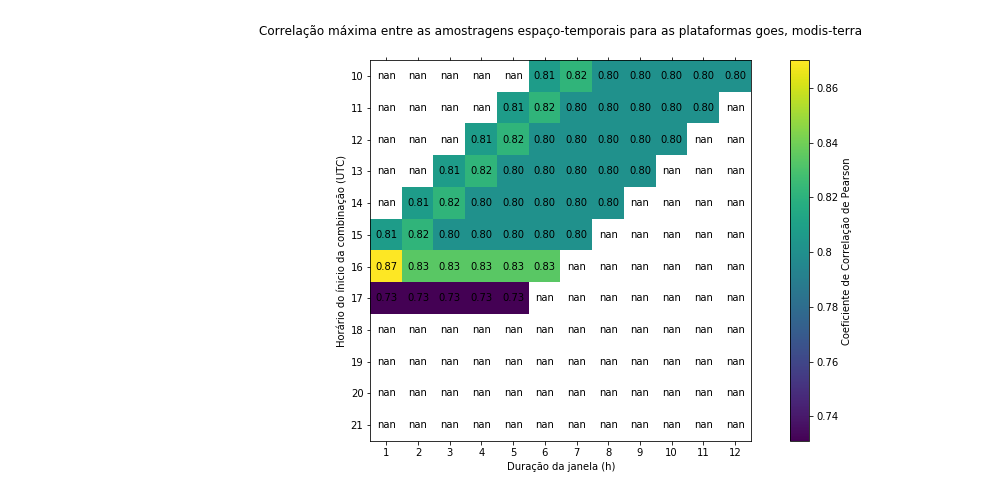 Correlação máxima entre as amostragens espaço-temporais para as plataformas goes, modis-terra
10 nan nan nan nan nan 0.81 0.82 0.80 0.80 0.80 0.80 0.80
11 nan nan nan nan 0.81 0.82 0.80 0.80 0.80 0.80 0.80 nan
12 nan nan nan 0.81 0.82 0.80 0.80 0.80 0.80 0.80 nan nan
13 nan nan 0.81 0.82 0.80 0.80 0.80 0.80 0.80 nan nan nan
14 nan 0.81 0.82 0.80 0.80 0.80 0.80 0.80 nan nan nan nan
15 0.81 0.82 0.80 0.80 0.80 0.80 0.80 nan nan nan nan nan
16 0.87 0.83 0.83 0.83 0.83 0.83 nan nan nan nan nan nan
17 0.73 0.73 0.73 0.73 0.73 nan nan nan nan nan nan nan
18 nan nan nan nan nan nan nan nan nan nan nan nan
19 nan nan nan nan nan nan nan nan nan nan nan nan
20 nan nan nan nan nan nan nan nan nan nan nan nan
21 nan nan nan nan nan nan nan nan nan nan nan nan
1 2 3 4 5 6 7 8 9 10 11 12
Duração da janela (h)
Horário do ínicio da combinação (UTC)
0.86
0.84
0.82
0.8
0.78
0.76
0.74
Coeficiente de Correlação de Pearson